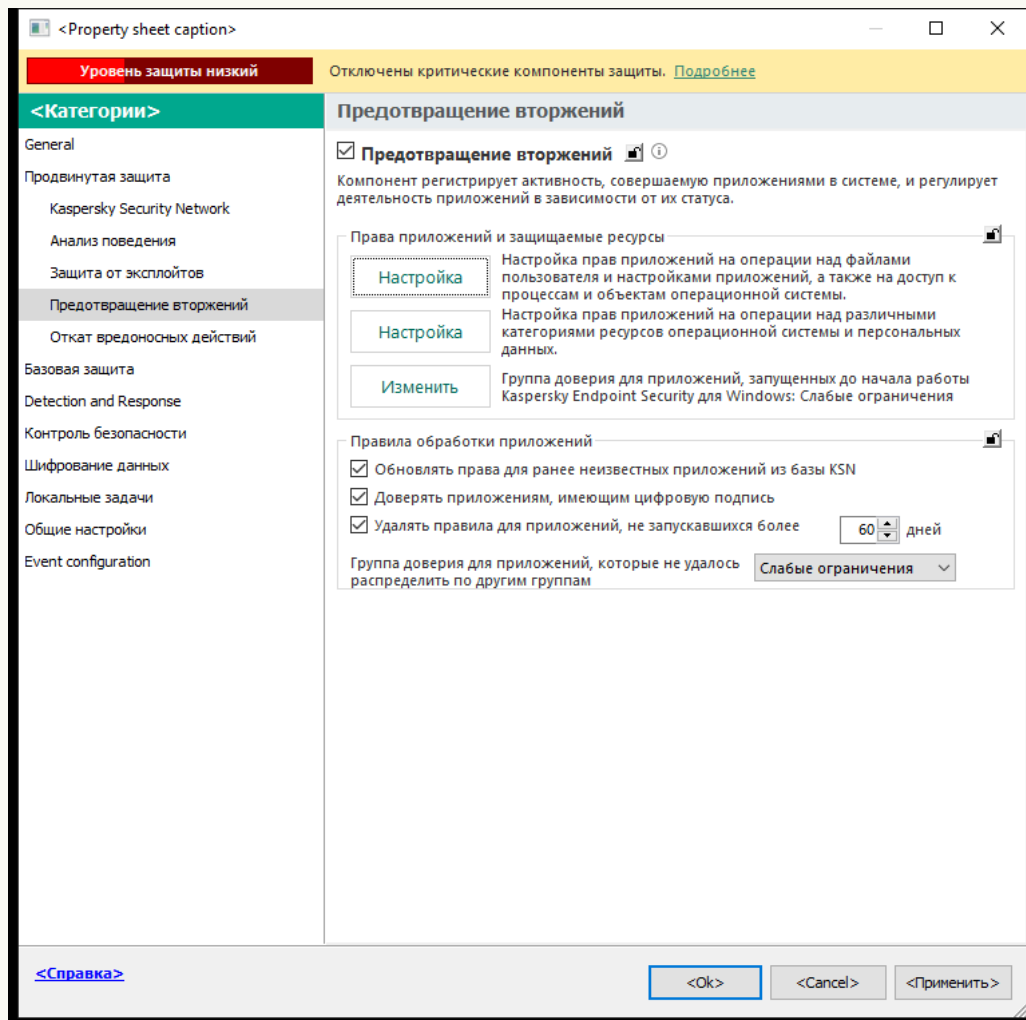 <Property sheet caption>
Уровень защиты низкий
Отключены критические компоненты защиты. Подробнее
<Категории>
General
Продвинутая защита
Kaspersky Security Network
Анализ поведения
Защита от эксплойтов
Предотвращение вторжений
Откат вредоносных действий
Базовая защита
Detection and Response
Контроль безопасности
Шифрование данных
Локальные задачи
Общие настройки
Event configuration
Предотвращение вторжений
Предотвращение вторжений
Компонент регистрирует активность, совершаемую приложениями в системе, и регулирует
деятельность приложений в зависимости от их статуса.
Права приложений и защищаемые ресурсы
Настройка
Настройка прав приложений на операции над файлами
пользователя и настройками приложений, а также на доступ к
процессам и объектам операционной системы.
Настройка
Настройка прав приложений на операции над различными
категориями ресурсов операционной системы и персональных
данных.
Изменить
Группа доверия для приложений, запущенных до начала работы
Kaspersky Endpoint Security для Windows: Слабые ограничения
Правила обработки приложений
Обновлять права для ранее неизвестных приложений из базы KSN
Доверять приложениям, имеющим цифровую подпись
Удалять правила для приложений, не запускавшихся более 60 дней
Группа доверия для приложений, которые не удалось
распределить по другим группам
Слабые ограничения
<Справка>
<Ok>
<Cancel>
<Применить>